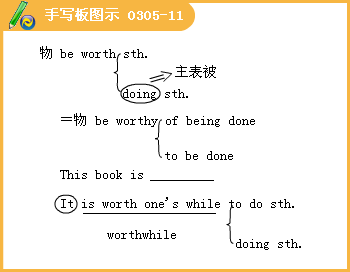 手写板图示 0305-11
物 be worth sth.
主表被
doing sth.
＝物 be worthy of being done
to be done
This book is ________
It is worth one's while to do sth.
worthwhile
doing sth.